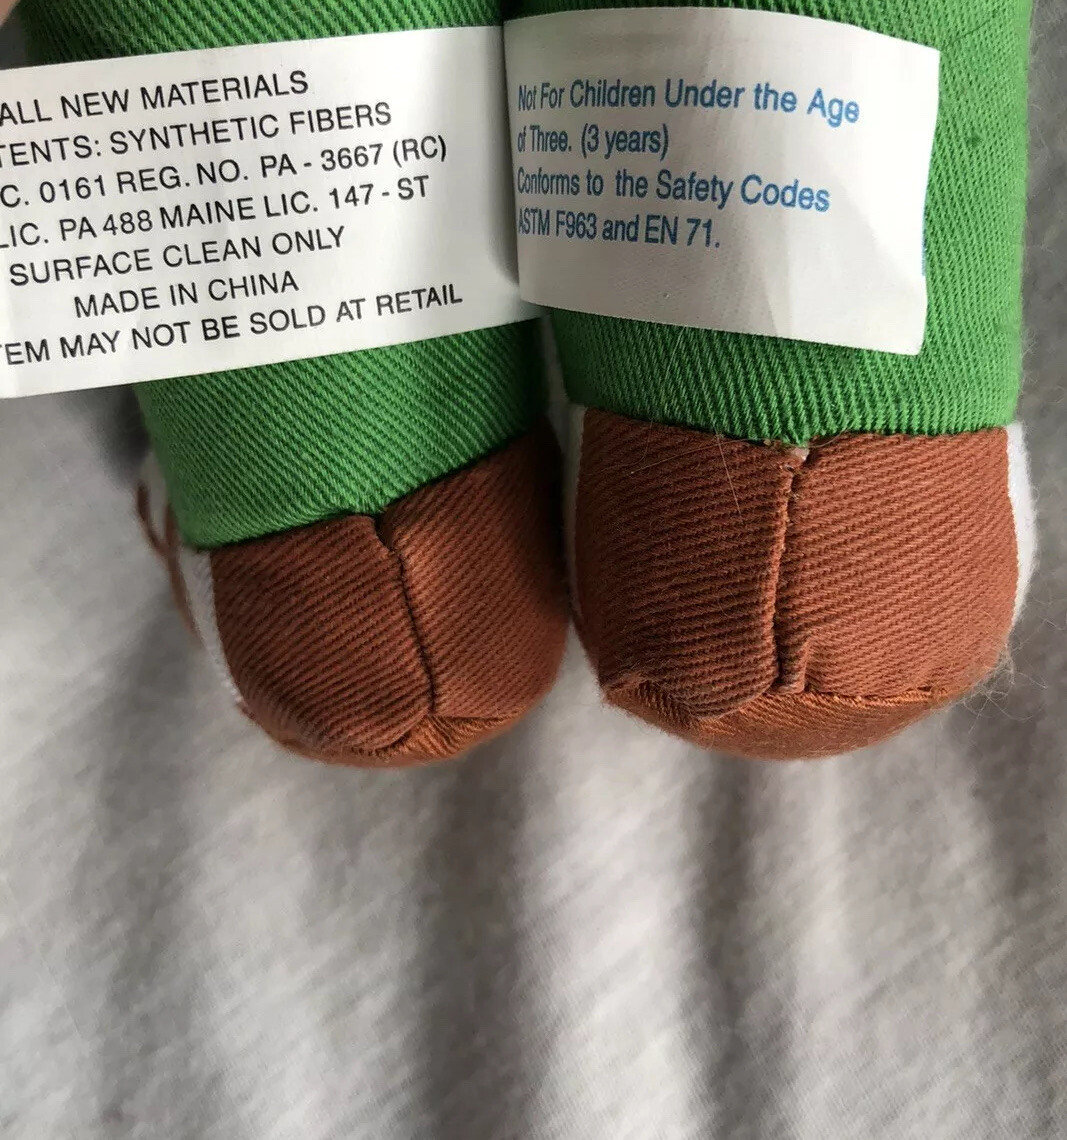 ALL NEW MATERIALS
TENTS: SYNTHETIC FIBERS
C. 0161 REG. NO. PA - 3667 (RC)
LIC. PA 488 MAINE LIC. 147 - ST
SURFACE CLEAN ONLY
MADE IN CHINA
TEM MAY NOT BE SOLD AT RETAIL
Not For Children Under the Age
of Three. (3 years)
Conforms to the Safety Codes
ASTM F963 and EN 71.